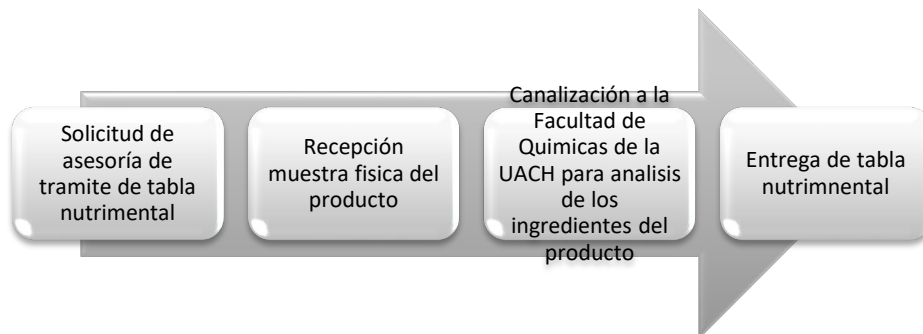 Solicitud de
asesoría de
tramite de tabla
nutrimental
Recepción
muestra fisica del
producto
Canalización a la
Facultad de
Quimicas de la
UACH para analisis
de los
ingredientes del
producto
Entrega de tabla
nutrimnental